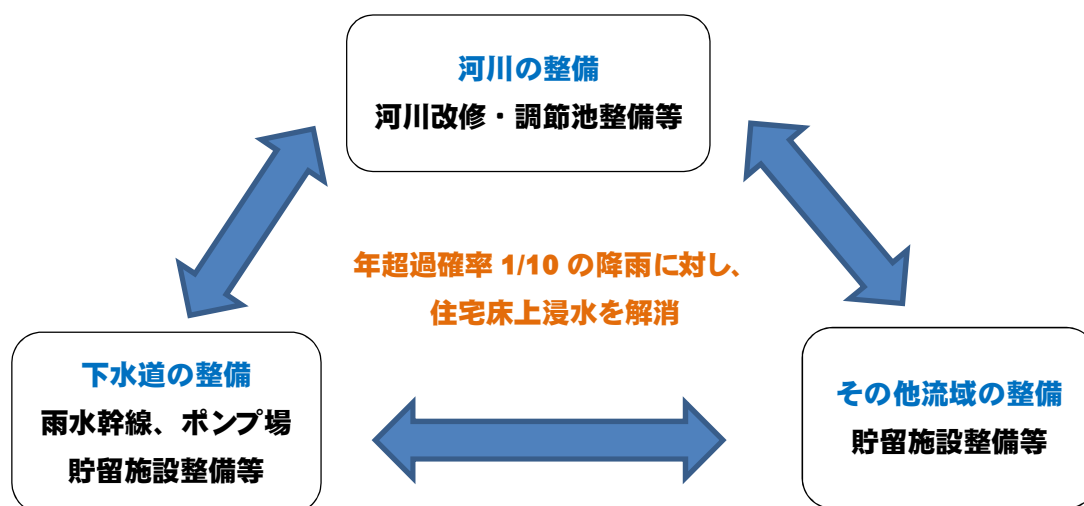 河川の整備
河川改修・調節池整備等
年超過確率 1/10 の降雨に対し、
住宅床上浸水を解消
下水道の整備
雨水幹線、ポンプ場
貯留施設整備等
その他流域の整備
貯留施設整備等